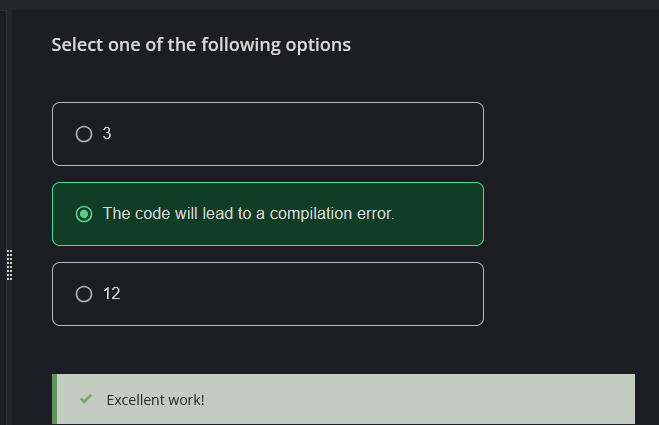 Select one of the following options
3
The code will lead to a compilation error.
12
Excellent work!